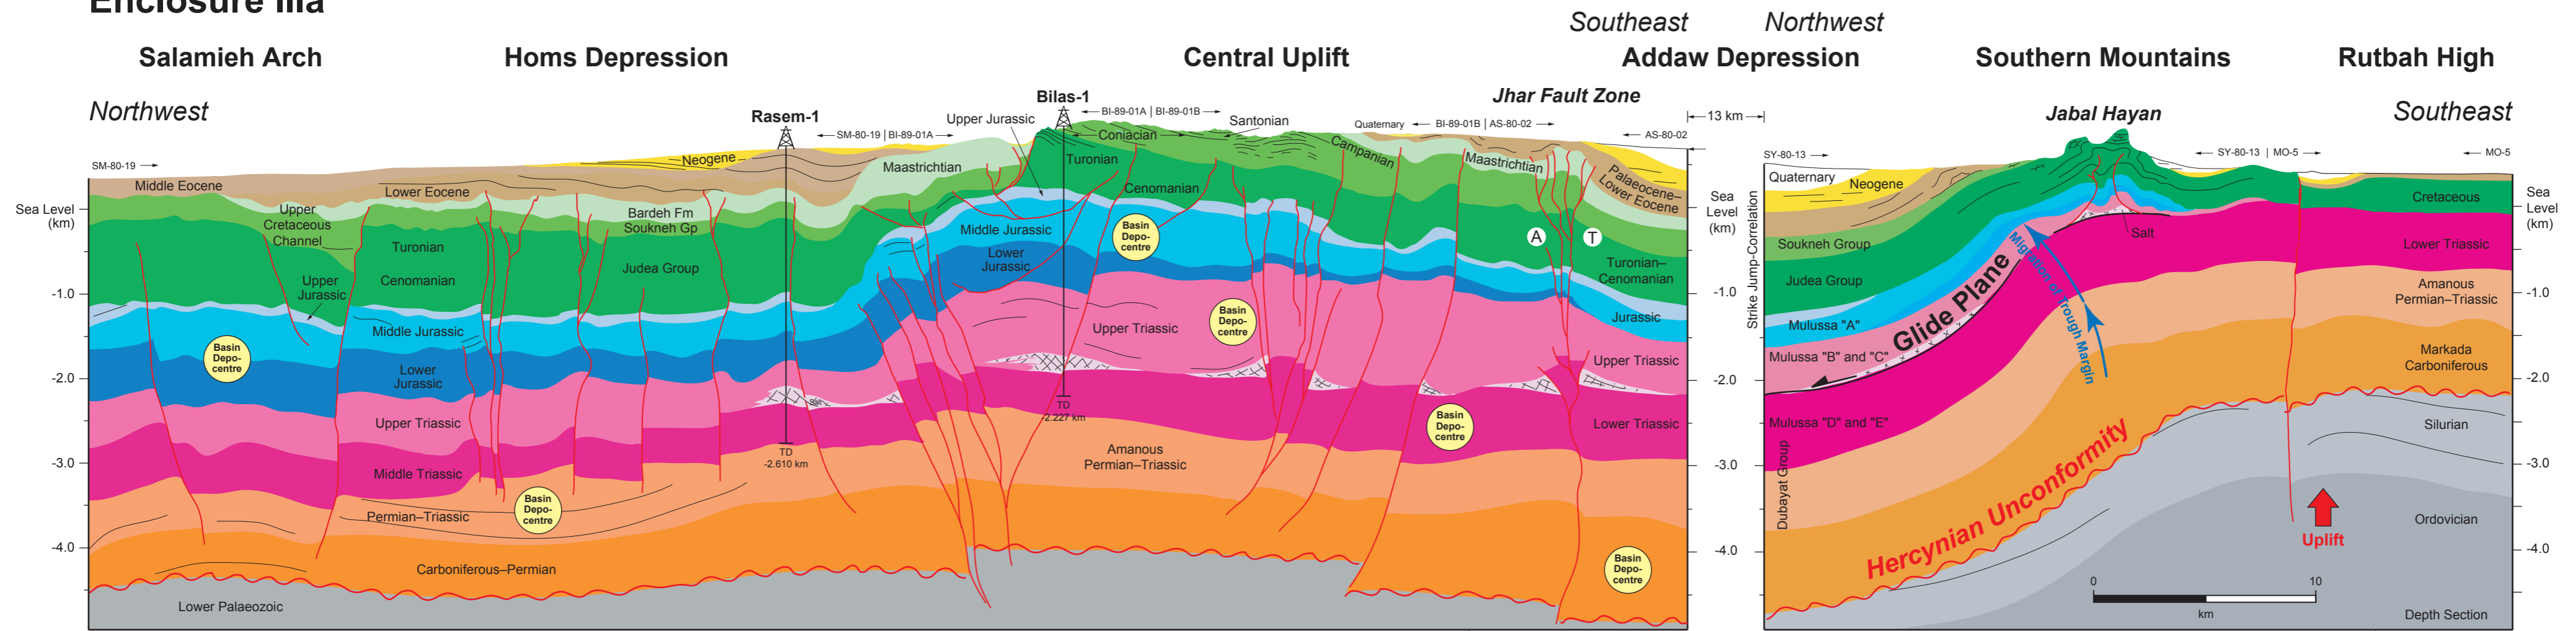 Enclosure IIIa
Southeast
Northwest
Salamieh Arch
Homs Depression
Central Uplift
Addaw Depression
Southern Mountains
Rutbah High
Northwest
Rasem-1
Upper Jurassic
Bilas-1
BI-89-01A | BI-89-01B
Santonian
Jhar Fault Zone
13 km
Jabal Hayan
Southeast
SM-80-19
SM-80-19 | BI-89-01A
Coniacian
Quaternary
BI-89-01B | AS-80-02
AS-80-02
SY-80-13
SY-80-13 | MO-5
MO-5
Middle Eocene
Lower Eocene
Neogene
Maastrichtian
Turonian
Cenomanian
Campanian
Maastrichtian
Palaeocene–
Lower Eocene
Quaternary
Neogene
Cretaceous
Sea Level
(km)
-1.0
-2.0
-3.0
-4.0
Upper
Cretaceous
Channel
Upper
Jurassic
Turonian
Cenomanian
Bardeh Fm
Soukneh Gp
Judea Group
Middle Jurassic
Lower
Jurassic
Basin
Depo-
centre
A
T
Turonian–
Cenomanian
Jurassic
Sea
Level
(km)
-1.0
-2.0
-3.0
-4.0
Strike Jump-Correlation
Basin
Depo-
centre
Middle Jurassic
Lower
Jurassic
Upper Triassic
Middle Triassic
Salt
TD
-2.610 km
Basin
Depo-
centre
Permian–Triassic
Carboniferous–Permian
Lower Palaeozoic
Upper Triassic
Basin
Depo-
centre
TD
-2.227 km
Amanous
Permian–Triassic
Basin
Depo-
centre
Upper Triassic
Lower Triassic
Basin
Depo-
centre
Soukneh Group
Judea Group
Mulussa "A"
Mulussa "B" and "C"
Mulussa "D" and "E"
Dubayat Group
Glide Plane
Migration of Trough Margin
Salt
Hercynian Unconformity
Lower Triassic
Amanous
Permian–Triassic
Markada
Carboniferous
Silurian
Ordovician
Uplift
0
10
km
Depth Section
Sea
Level
(km)
-1.0
-2.0
-3.0
-4.0